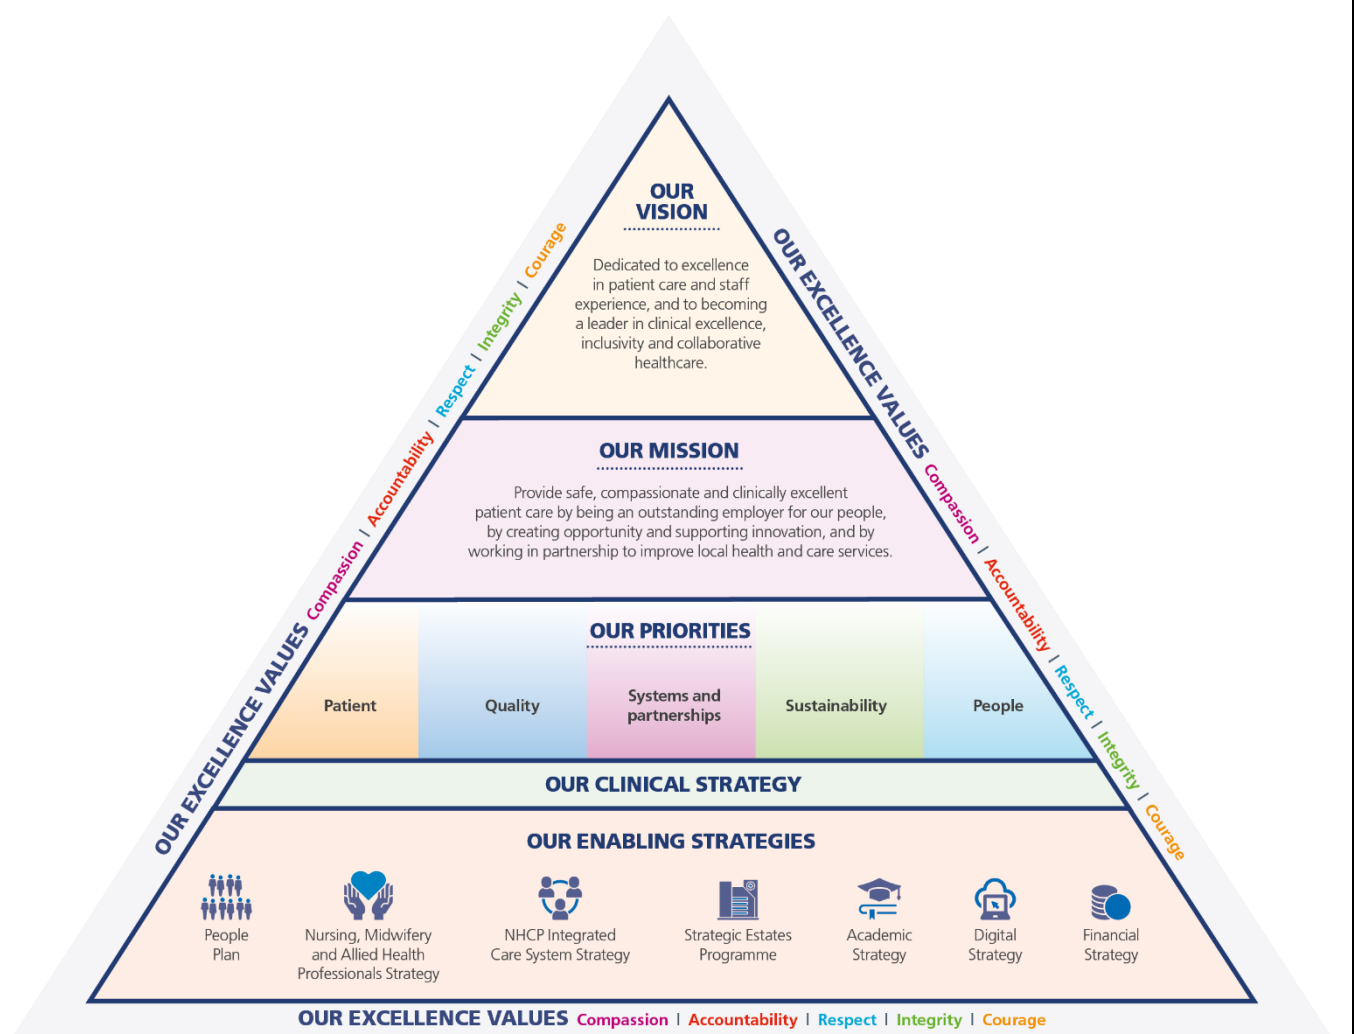 OUR
VISION
Dedicated to excellence
in patient care and staff
experience, and to becoming
a leader in clinical excellence,
inclusivity and collaborative
healthcare.
OUR MISSION
Provide safe, compassionate and clinically excellent
patient care by being an outstanding employer for our people,
by creating opportunity and supporting innovation, and by
working in partnership to improve local health and care services.
OUR PRIORITIES
Patient
Quality
Systems and
partnerships
Sustainability
People
OUR CLINICAL STRATEGY
OUR ENABLING STRATEGIES
People
Plan
Nursing, Midwifery
and Allied Health
Professionals Strategy
NHCP Integrated
Care System Strategy
Strategic Estates
Programme
Academic
Strategy
Digital
Strategy
Financial
Strategy
OUR EXCELLENCE VALUES Compassion | Accountability | Respect | Integrity | Courage
OUR EXCELLENCE VALUES Compassion | Accountability | Respect | Integrity | Courage
OUR EXCELLENCE VALUES Compassion | Accountability | Respect | Integrity | Courage